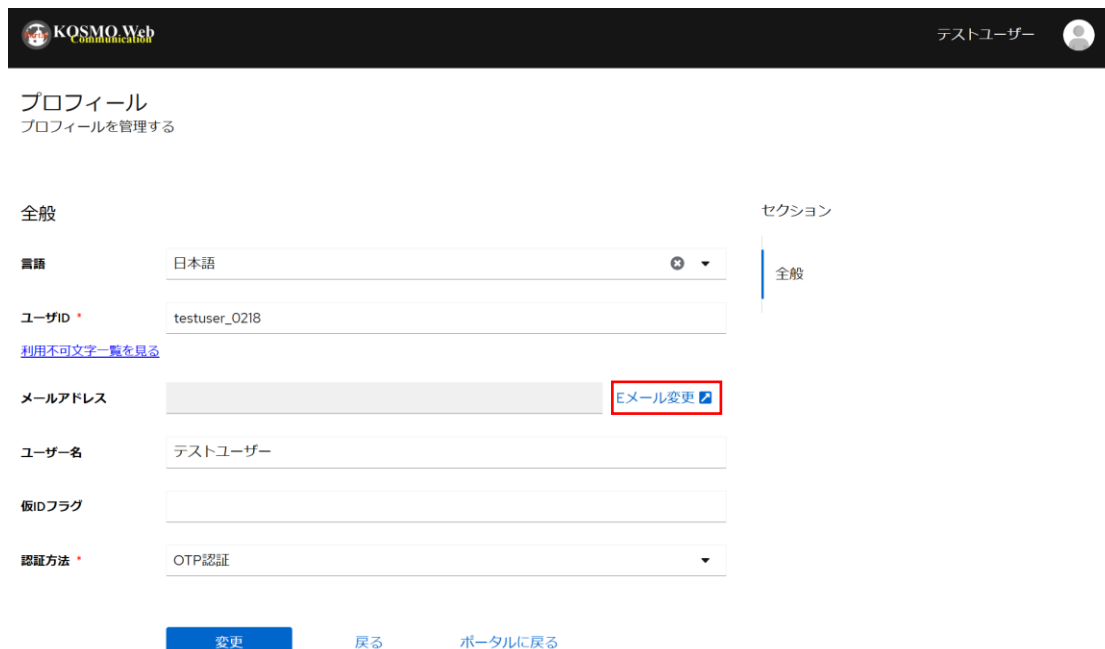 KOSMO Web
Communication
テストユーザー
プロフィール
プロフィールを管理する
全般
セクション
言語
日本語
全般
ユーザID *
testuser_0218
利用不可文字一覧を見る
メールアドレス
Eメール変更
ユーザー名
テストユーザー
仮IDフラグ
認証方法 *
OTP認証
変更
戻る
ポータルに戻る